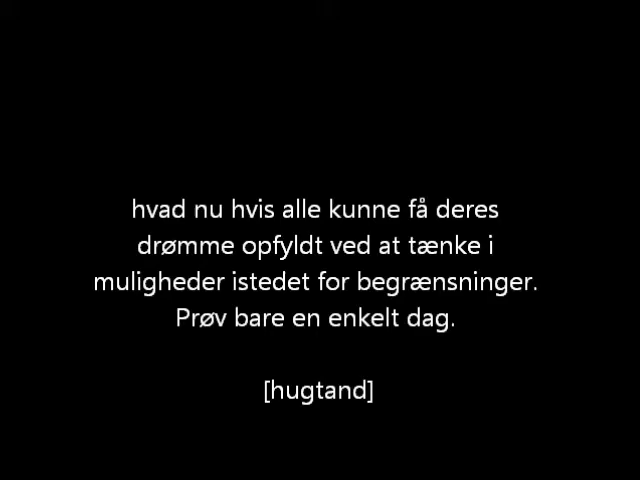 hvad nu hvis alle kunne få deres
drømme opfyldt ved at tænke i
muligheder istedet for begrænsninger.
Prøv bare en enkelt dag.
[hugtand]